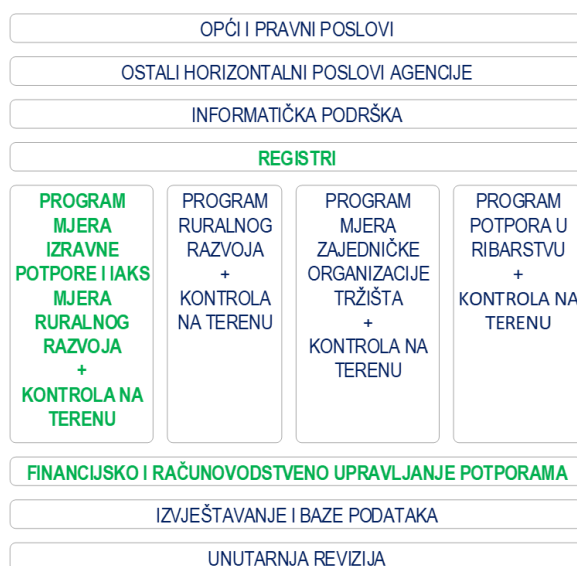 OPĆI I PRAVNI POSLOVI
OSTALI HORIZONTALNI POSLOVI AGENCIJE
INFORMATIČKA PODRŠKA
REGISTRI
PROGRAM
MJERA
IZRAVNE
POTPORE I IAKS
MJERA
RURALNOG
RAZVOJA
+
KONTROLA NA
TERENU
PROGRAM
RURALNOG
RAZVOJA
+
KONTROLA
NA TERENU
PROGRAM
MJERA
ZAJEDNIČKE
ORGANIZACIJE
TRŽIŠTA
+
KONTROLA NA
TERENU
PROGRAM
POTPORA U
RIBARSTVU
+
KONTROLA NA
TERENU
FINANCIJSKO I RAČUNOVODSTVENO UPRAVLJANJE POTPORAMA
IZVJEŠTAVANJE I BAZE PODATAKA
UNUTARNJA REVIZIJA